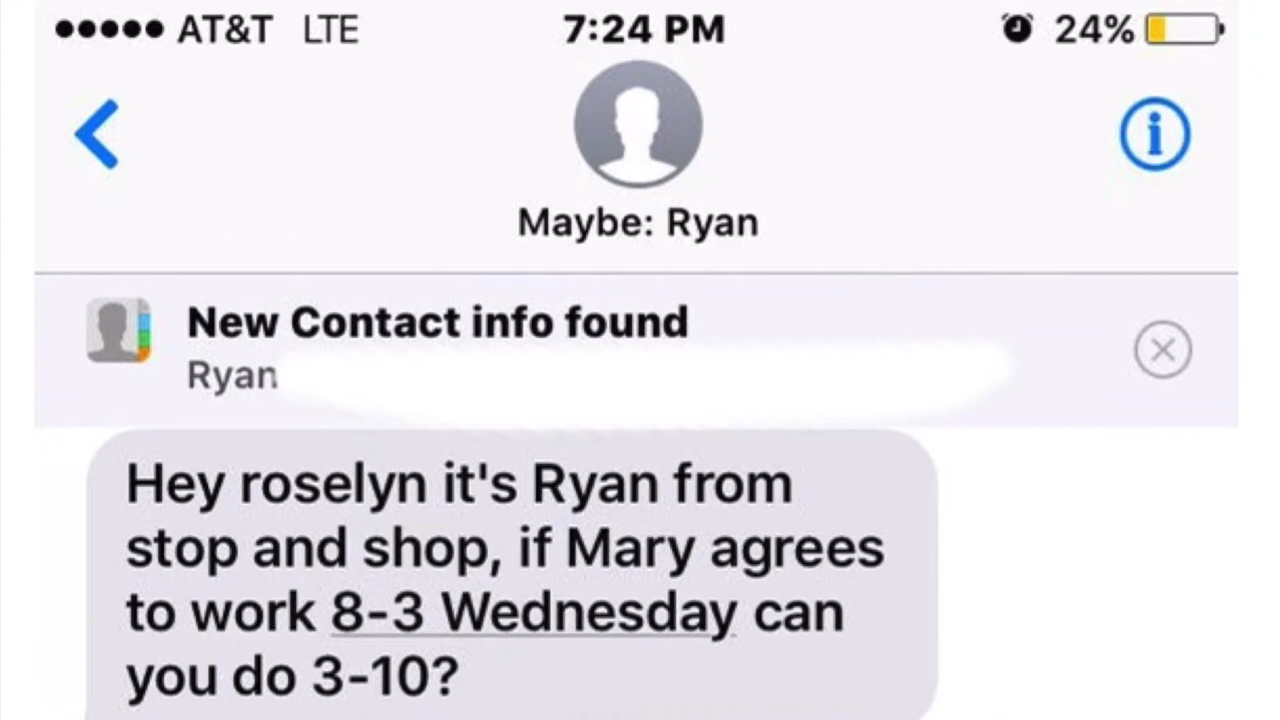 AT&T LTE 7:24 PM 24%
Maybe: Ryan
New Contact info found
Ryan
Hey roselyn it's Ryan from
stop and shop, if Mary agrees
to work 8-3 Wednesday can
you do 3-10?